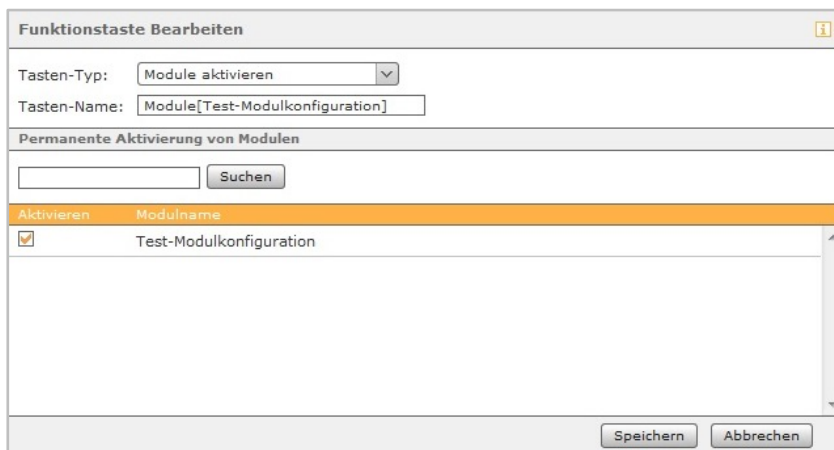 Funktionstaste Bearbeiten
Tasten-Typ: Module aktivieren
Tasten-Name: Module[Test-Modulkonfiguration]
Permanente Aktivierung von Modulen
Suchen
Aktivieren Modulname
Test-Modulkonfiguration
Speichern Abbrechen